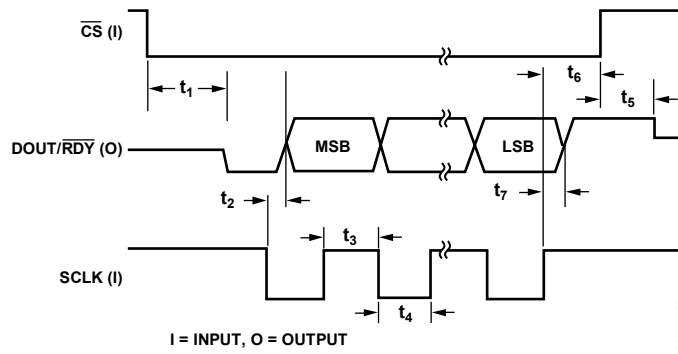 CS (I)
t6
t1
t5
DOUT/RDY (O)
MSB
LSB
t2
t7
t3
SCLK (I)
t4
I = INPUT, O = OUTPUT